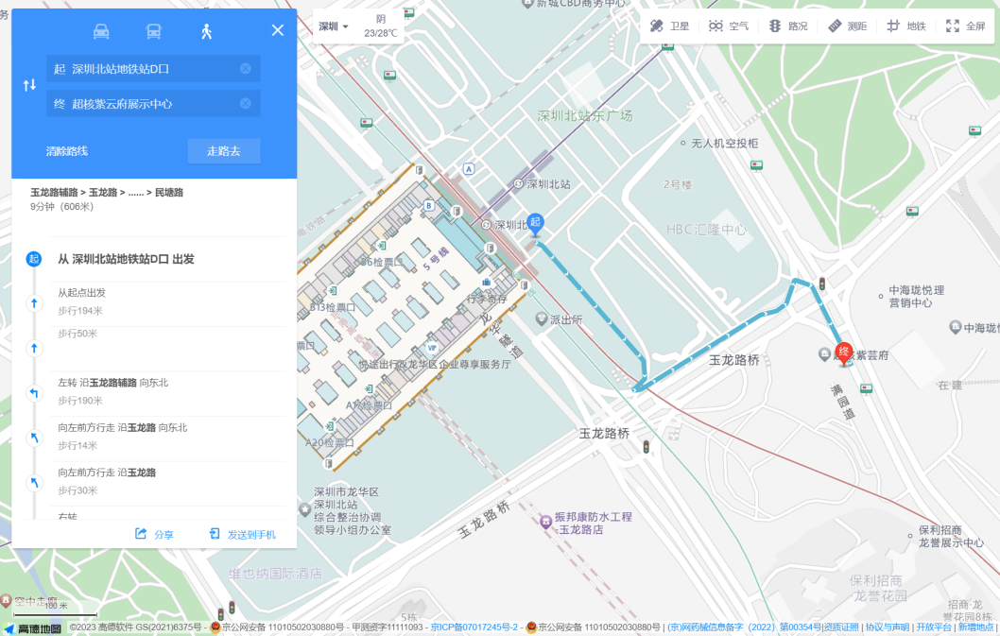 起 深圳北站地铁站D口
终 超核紫云府展示中心
清除路线
走路去
玉龙路辅路 > 玉龙路 > ...... > 民塘路
9分钟（606米）
起 从 深圳北站地铁站D口 出发
从起点出发
步行194米
步行50米
左转 沿玉龙路辅路 向东北
步行190米
向左前方行走 沿玉龙路 向东北
步行14米
向左前方行走 沿玉龙路
步行30米
右转
分享
发送到手机
深圳
阴
23/28℃
新城CBD商务中心
卫星
空气
路况
测距
地铁
全屏
深圳北站东广场
无人机空投柜
2号楼
深圳北站
A
B
深圳北
起
HBC汇隆中心
5号线
B6检票口
B13检票口
票口
行李寄存
龙华隧道
派出所
中海珑悦理
营销中心
中海珑悦
VIP
悦途出行&龙华区企业尊享服务厅
玉龙路桥
终
紫芸府
在建
满园道
A20检票口
玉龙路桥
深圳市龙华区
深圳北站
综合整治协调
领导小组办公室
玉龙路桥
振邦康防水工程
-玉龙路店
保利招商
龙誉展示中心
维也纳国际酒店
保利招商
龙誉花园
空中走廊
100 米
5栋
招商·龙
誉花园8栋
高德地图
©2023 高德软件 GS(2021)6375号 - 京公网安备 11010502030880号 - 甲测资字11111093 - 京ICP备07017245号-2 - 京公网安备 11010502030880号 | (京)网药械信息备字（2022）第00354号|资质证照 | 协议与声明 | 开放平台 | 新增地点 |